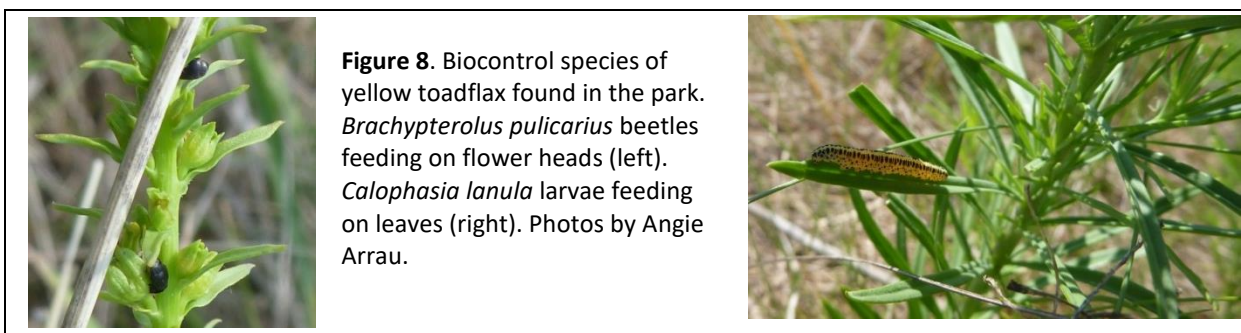 Figure 8. Biocontrol species of
yellow toadflax found in the park.
Brachypterolus pulicarius beetles
feeding on flower heads (left).
Calophasia lanula larvae feeding
on leaves (right). Photos by Angie
Arrau.